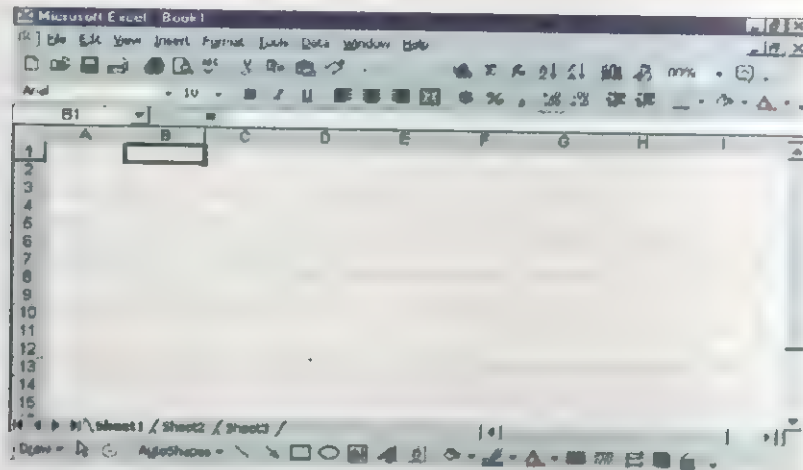 Microsoft Excel - Book1
File Edit View Insert Format Tools Data Window Help
Arial 10 B I U % ,
B1 =
A B C D E F G H I
1
2
3
4
5
6
7
8
9
10
11
12
13
14
15
Sheet1 / Sheet2 / Sheet3 /
Draw AutoShapes